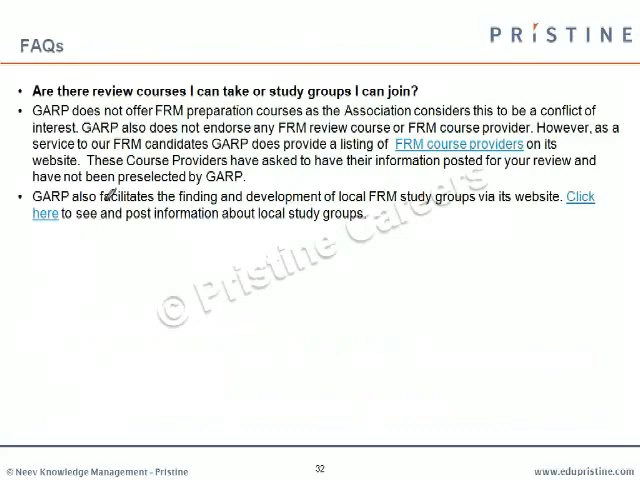 FAQs
PRISTINE
• Are there review courses I can take or study groups I can join?
• GARP does not offer FRM preparation courses as the Association considers this to be a conflict of
interest. GARP also does not endorse any FRM review course or FRM course provider. However, as a
service to our FRM candidates GARP does provide a listing of FRM course providers on its
website. These Course Providers have asked to have their information posted for your review and
have not been preselected by GARP.
• GARP also facilitates the finding and development of local FRM study groups via its website. Click
here to see and post information about local study groups.
© Pristine Careers
© Neev Knowledge Management - Pristine
32
www.edupristine.com